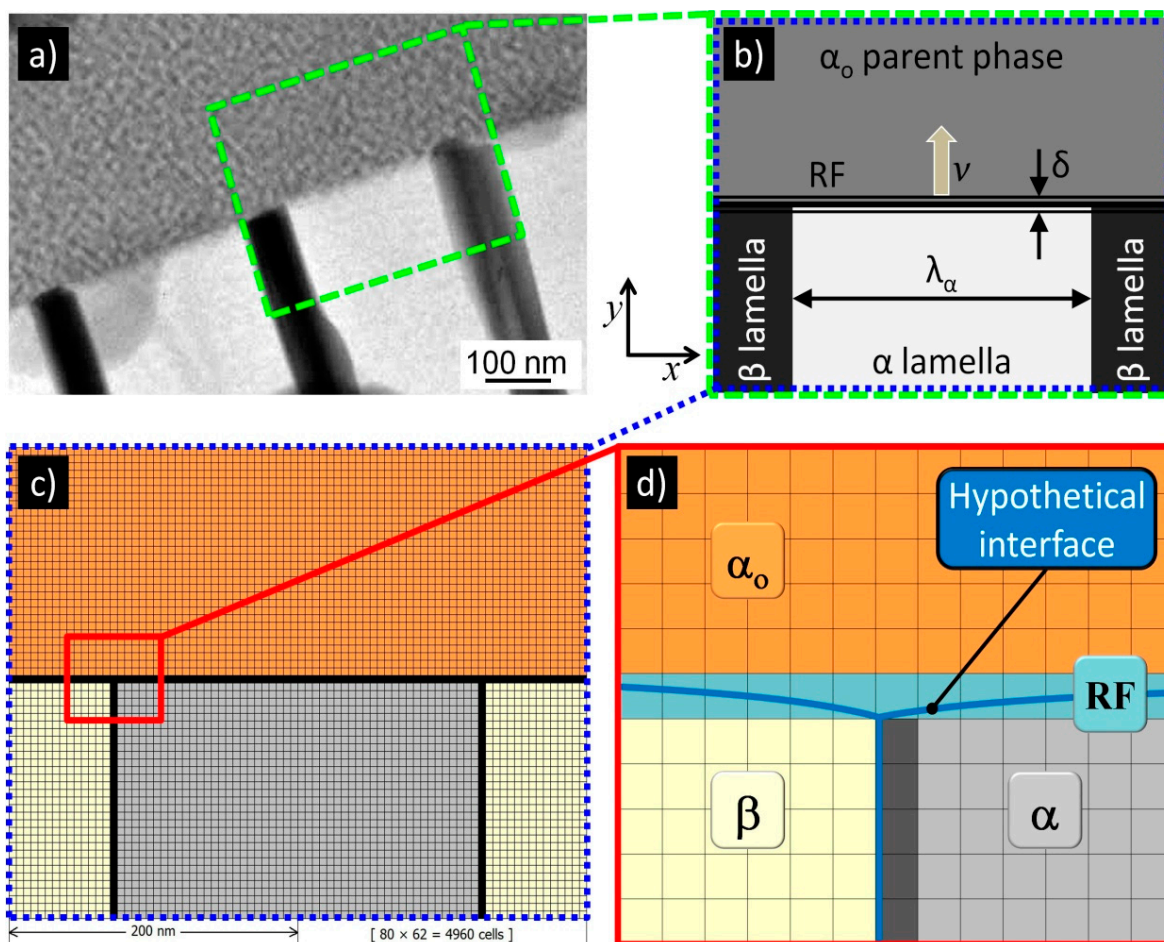 a)
100 nm
b)
αₒ parent phase
RF
ν
δ
β lamella
λα
α lamella
β lamella
y
x
c)
200 nm
[ 80 × 62 = 4960 cells ]
d)
Hypothetical
interface
αₒ
RF
β
α